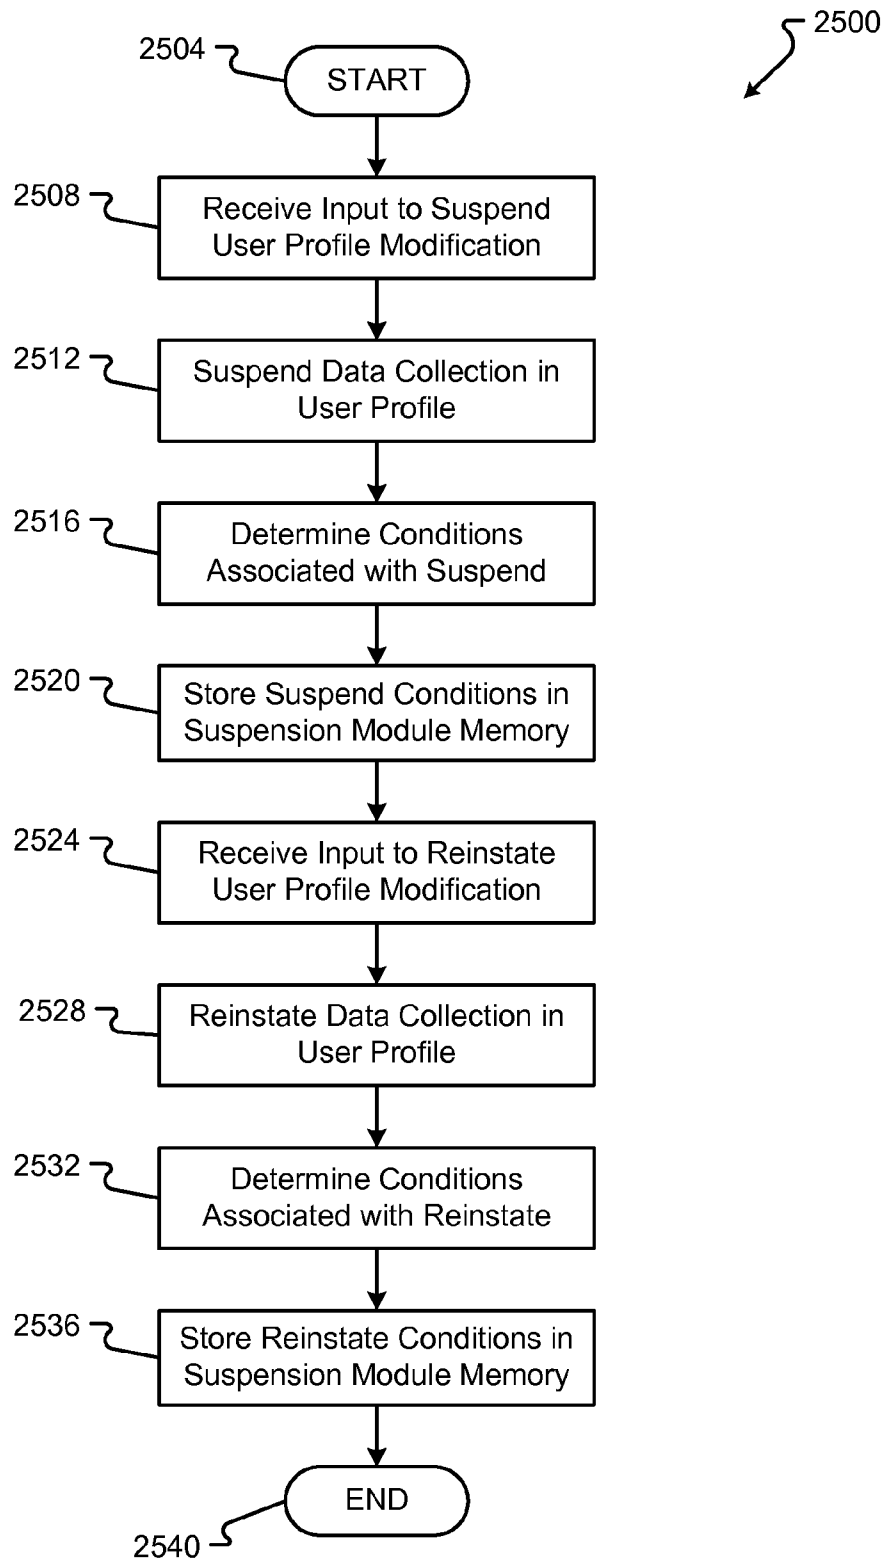 2500
2504
START
2508
Receive Input to Suspend
User Profile Modification
2512
Suspend Data Collection in
User Profile
2516
Determine Conditions
Associated with Suspend
2520
Store Suspend Conditions in
Suspension Module Memory
2524
Receive Input to Reinstate
User Profile Modification
2528
Reinstate Data Collection in
User Profile
2532
Determine Conditions
Associated with Reinstate
2536
Store Reinstate Conditions in
Suspension Module Memory
END
2540